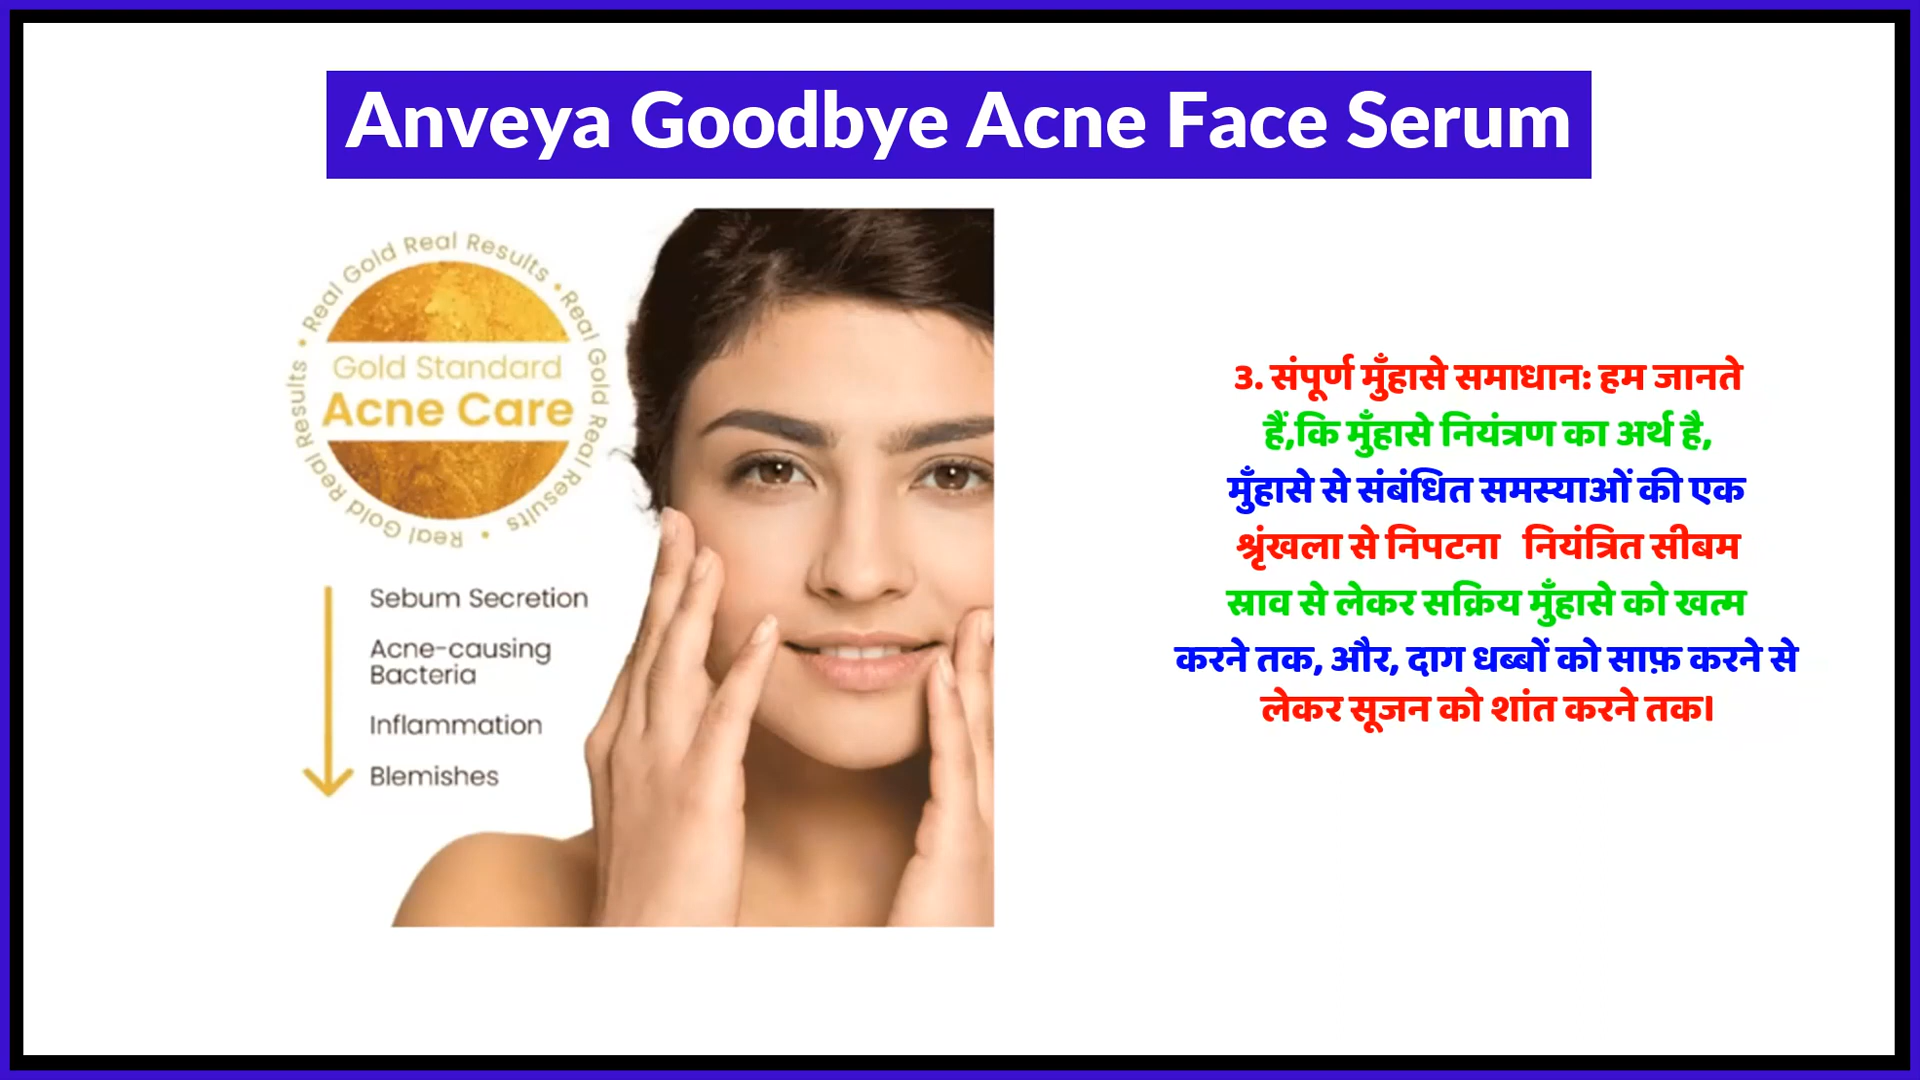 Anveya Goodbye Acne Face Serum
Real Gold Real Results • Real Gold Real Results • Real Gold Real Results •
Gold Standard
Acne Care
Sebum Secretion
Acne-causing
Bacteria
Inflammation
Blemishes
3. संपूर्ण मुँहासे समाधान: हम जानते
हैं,कि मुँहासे नियंत्रण का अर्थ है,
मुँहासे से संबंधित समस्याओं की एक
श्रृंखला से निपटना नियंत्रित सीबम
स्राव से लेकर सक्रिय मुँहासे को खत्म
करने तक, और, दाग धब्बों को साफ़ करने से
लेकर सूजन को शांत करने तक।